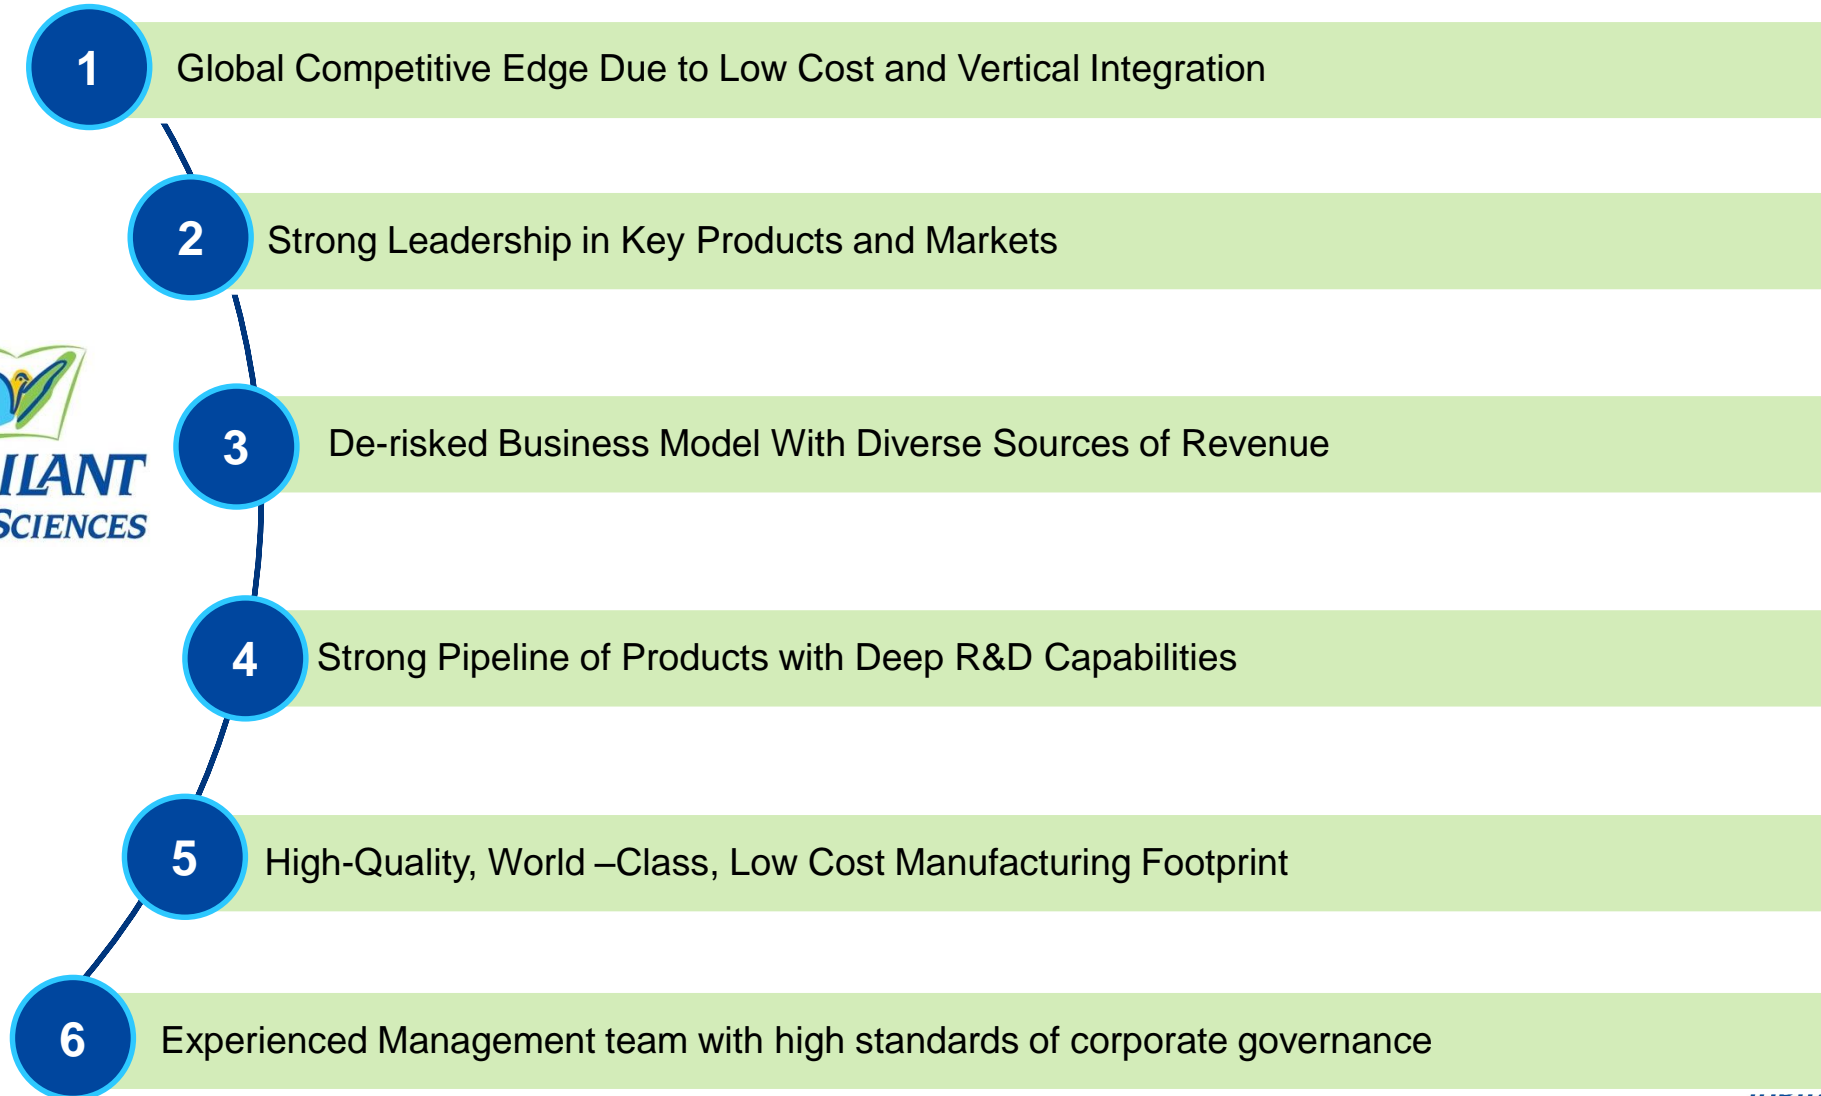 1
Global Competitive Edge Due to Low Cost and Vertical Integration
2
Strong Leadership in Key Products and Markets
ILANT
SCIENCES
3
De-risked Business Model With Diverse Sources of Revenue
4
Strong Pipeline of Products with Deep R&D Capabilities
5
High-Quality, World –Class, Low Cost Manufacturing Footprint
6
Experienced Management team with high standards of corporate governance